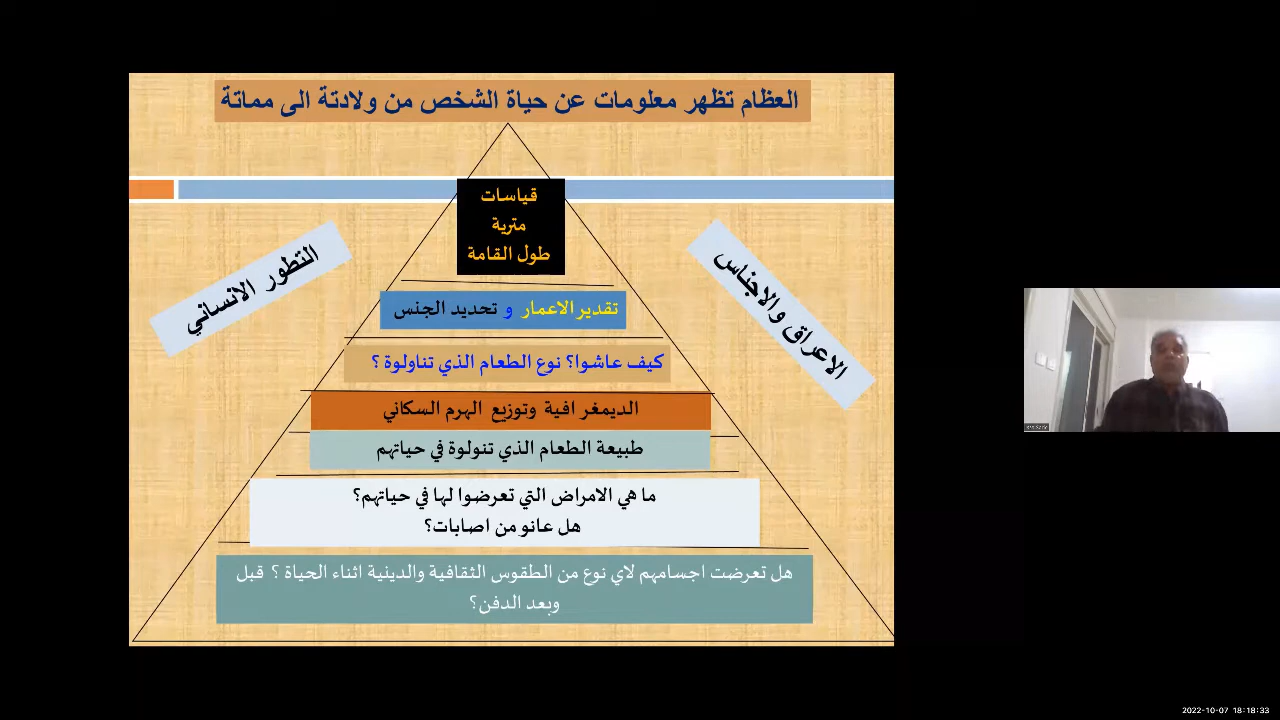 العظام تظهر معلومات عن حياة الشخص من ولادتة الى مماتة
قياسات
مترية
طول القامة
التطور الانساني
الاعراق والاجناس
تقدير الاعمار و تحديد الجنس
كيف عاشوا؟ نوع الطعام الذي تناولوة ؟
الديمغرافية وتوزيع الهرم السكاني
طبيعة الطعام الذي تنولوة في حياتهم
ما هي الامراض التي تعرضوا لها في حياتهم؟
هل عانو من اصابات؟
هل تعرضت اجسامهم لاي نوع من الطقوس الثقافية والدينية اثناء الحياة ؟ قبل
وبعد الدفن؟
2022-10-07 18:18:33